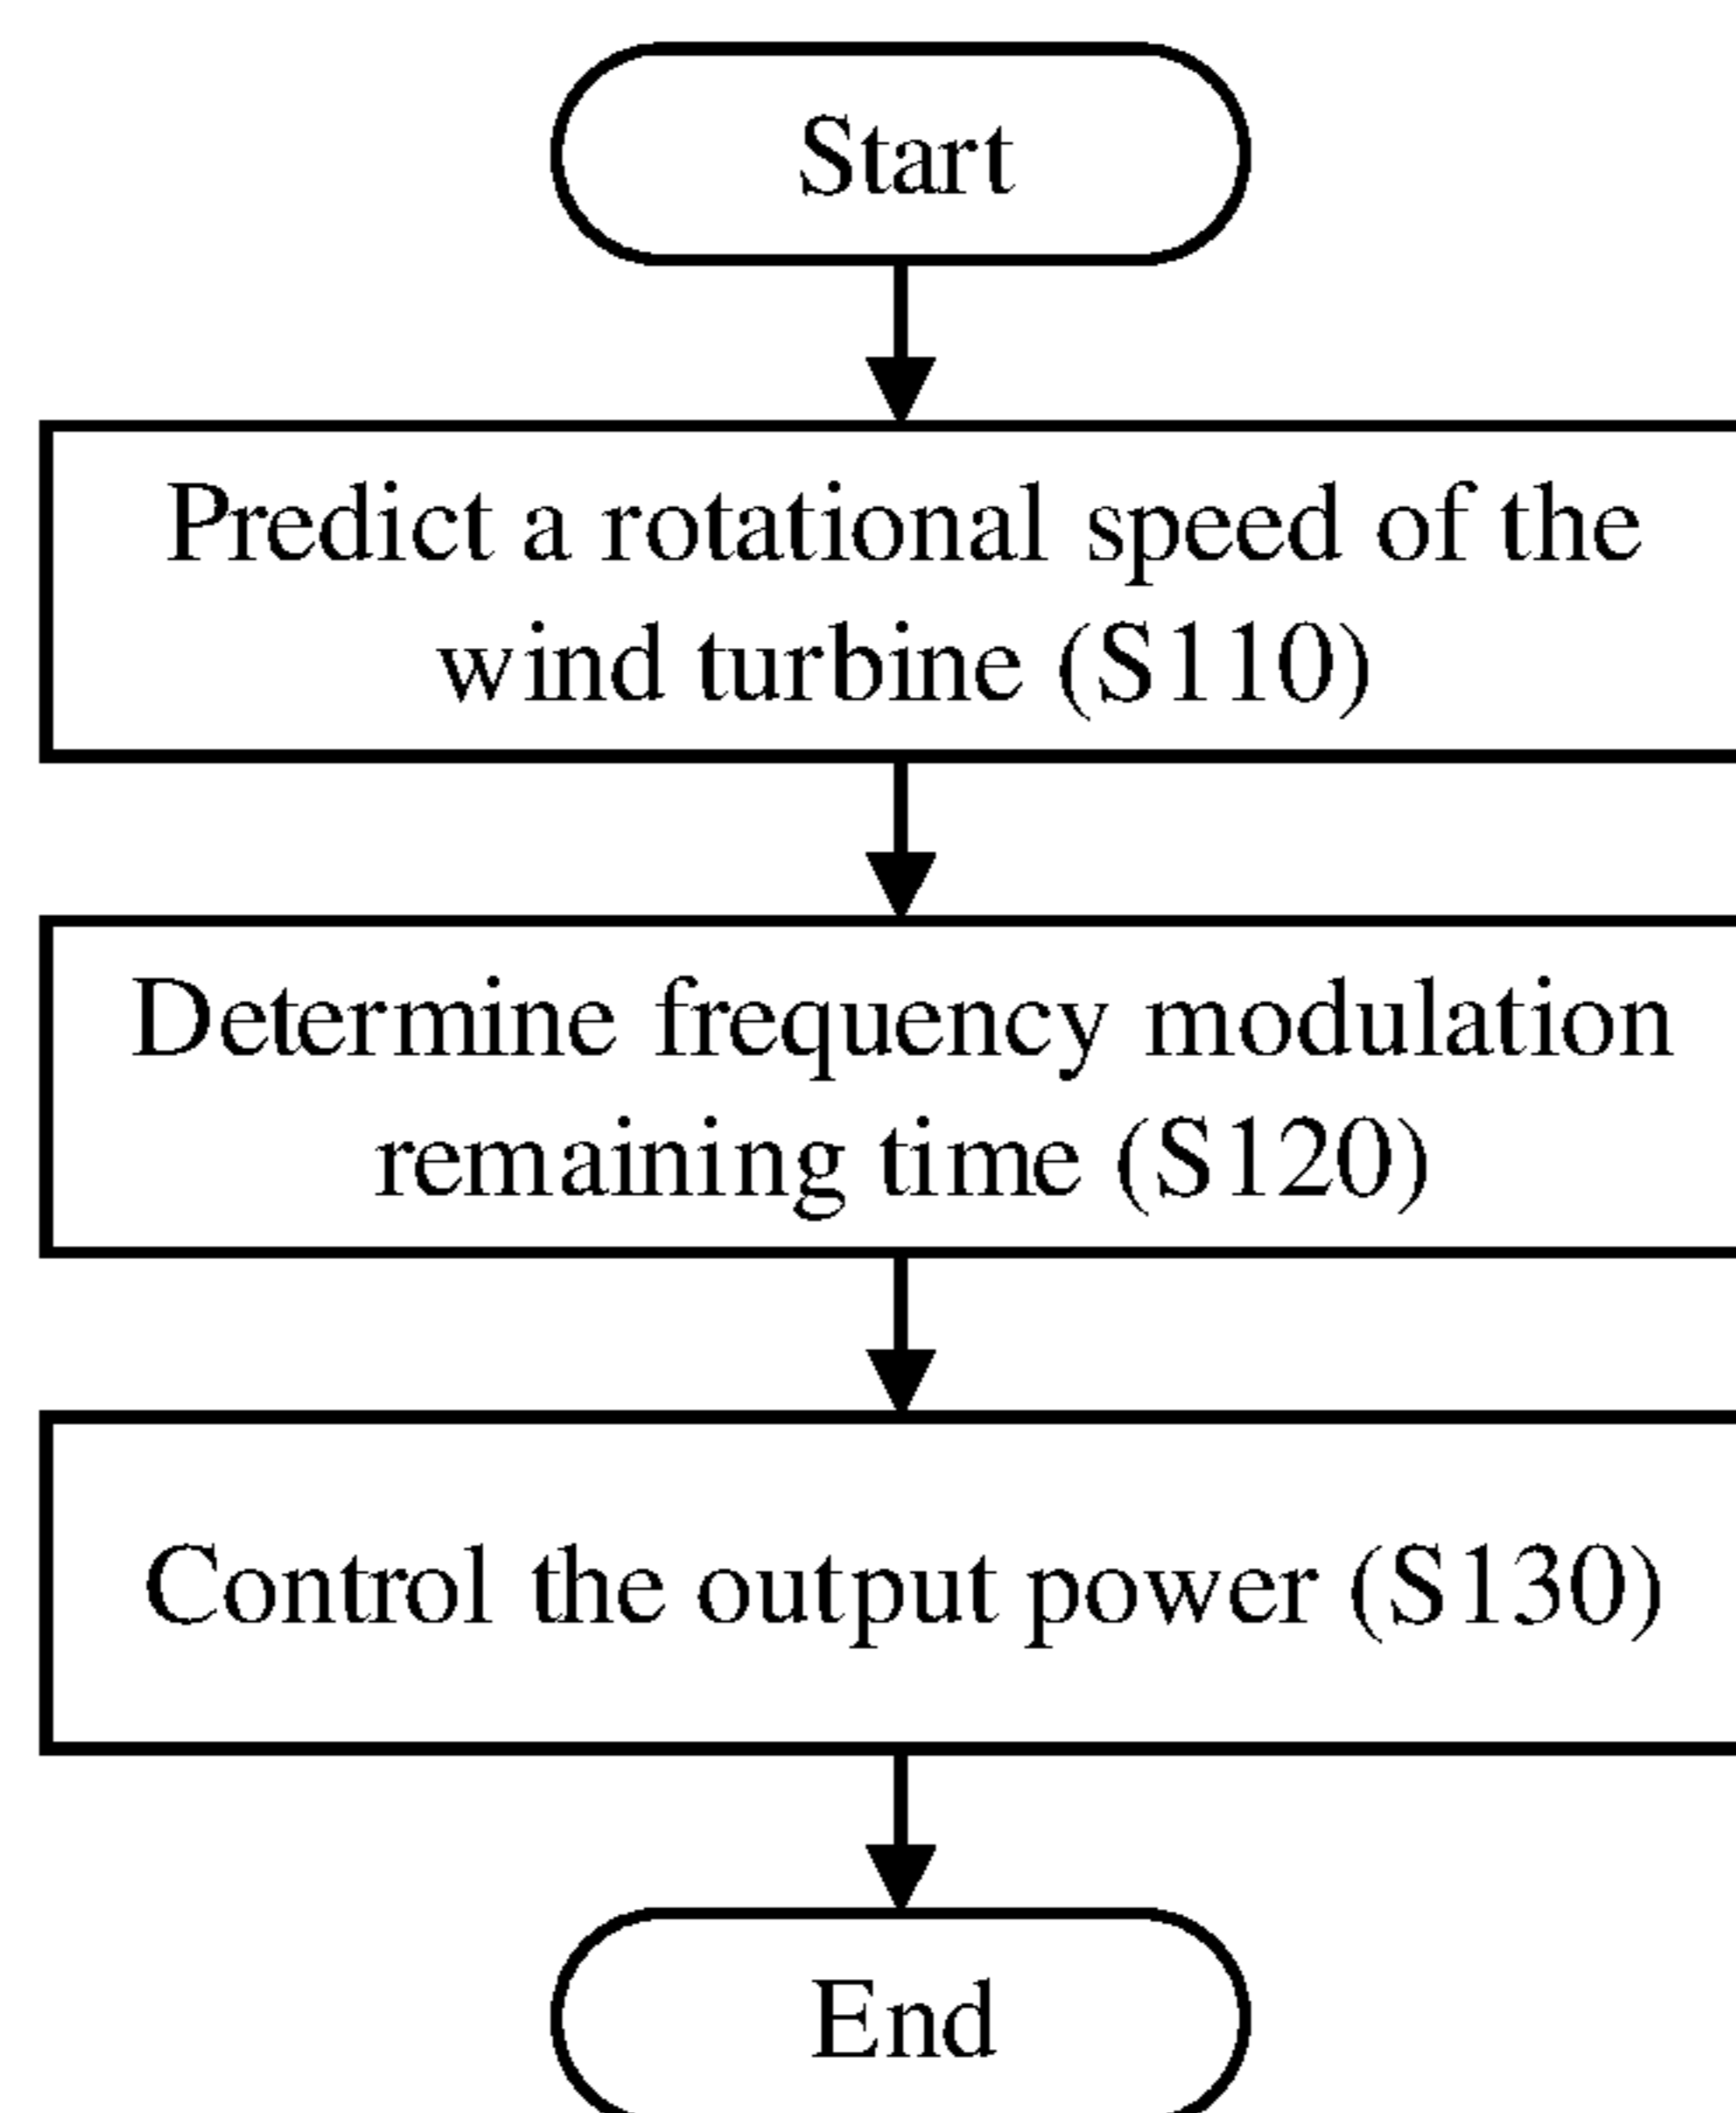 Start
Predict a rotational speed of the
wind turbine (S110)
Determine frequency modulation
remaining time (S120)
Control the output power (S130)
End